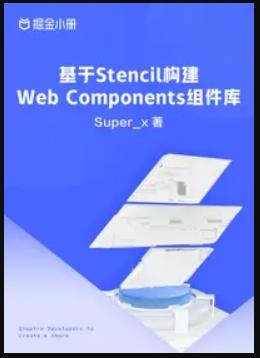 掘金小册
基于Stencil构建
Web Components组件库
Super_x 著
Inspire Developers to
Create & Share